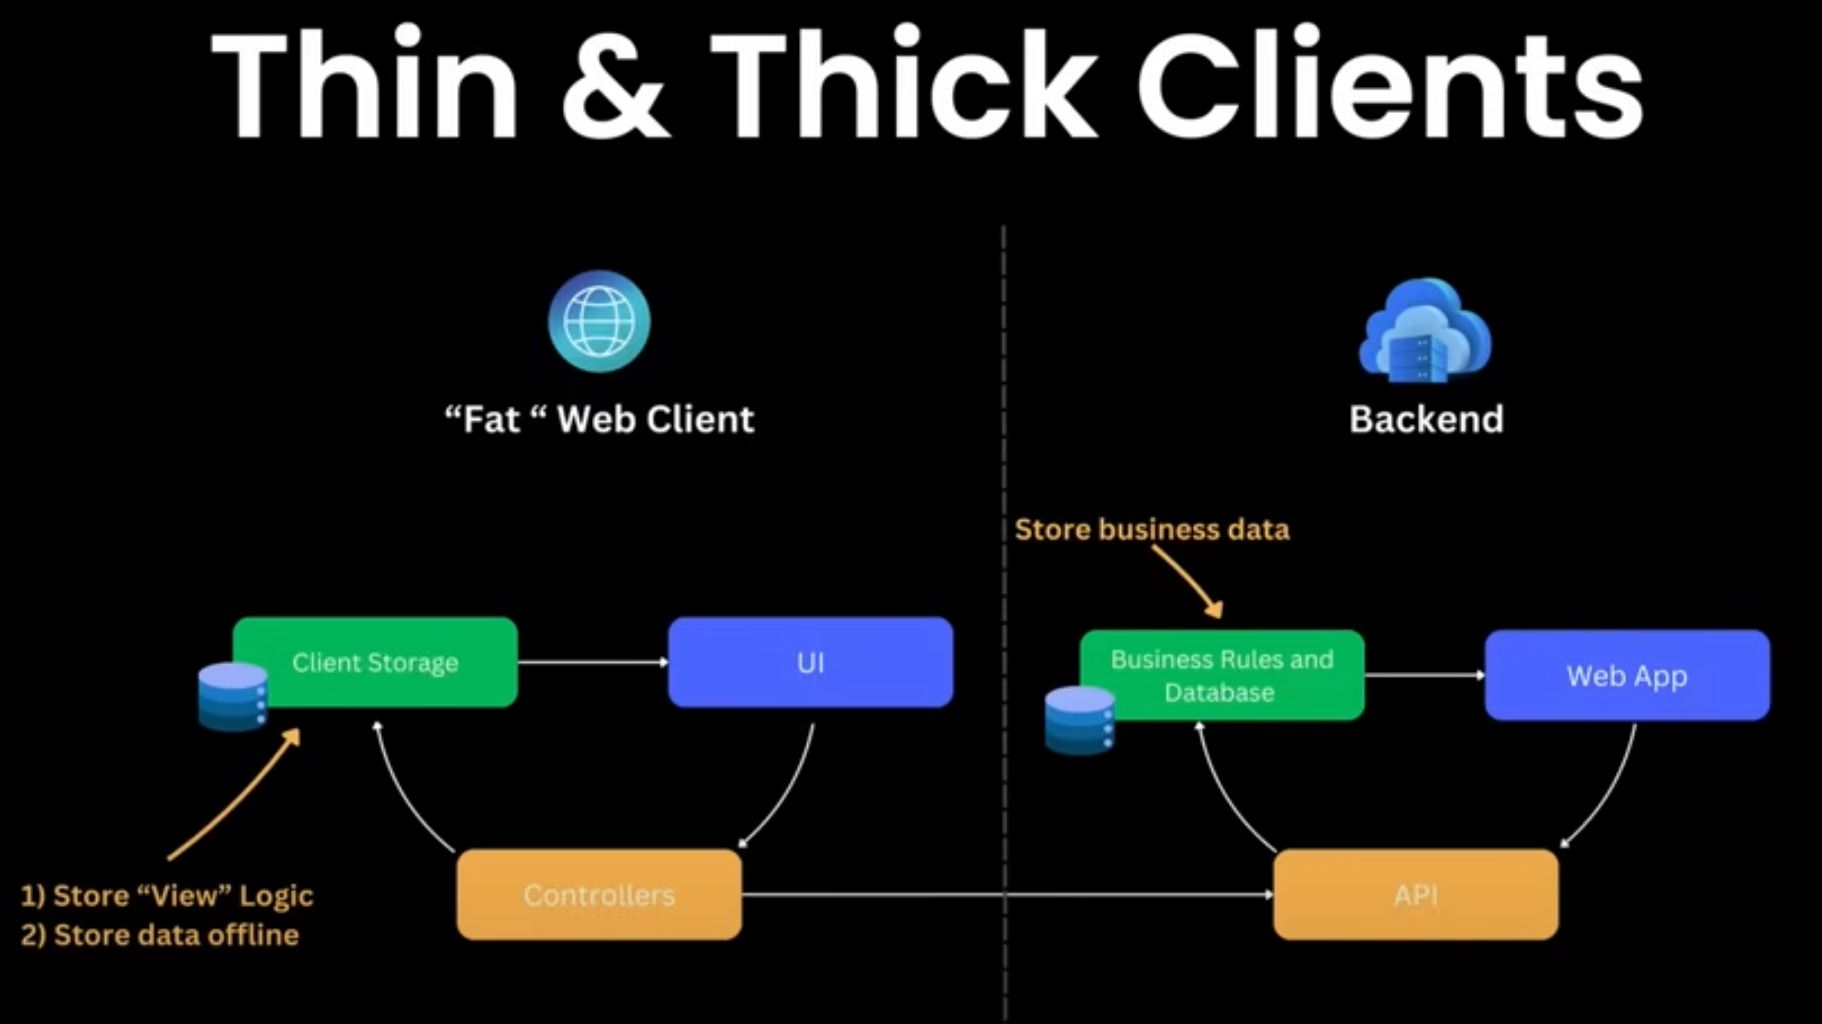 Thin & Thick Clients
“Fat “ Web Client
Backend
Store business data
Client Storage
UI
Business Rules and
Database
Web App
1) Store “View” Logic
2) Store data offline
Controllers
API